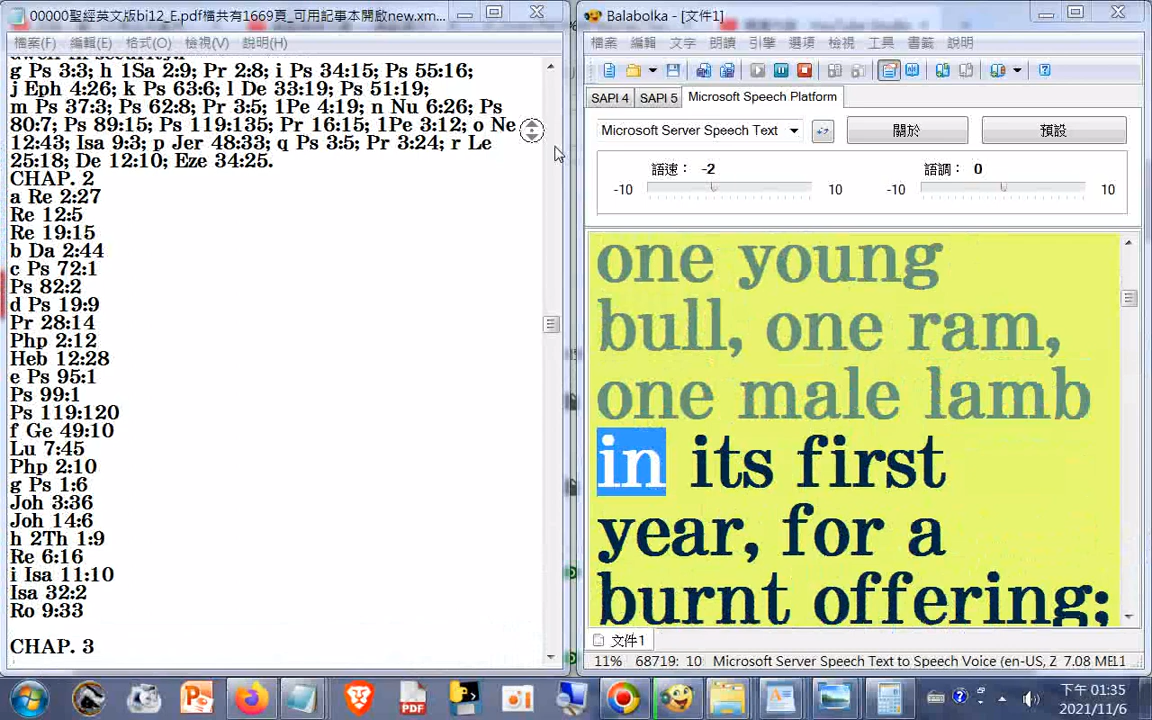 00000聖經英文版bi12_E.pdf檔共有1669頁_可用記事本開啟new.xm...
檔案(F) 編輯(E) 格式(O) 檢視(V) 說明(H)
g Ps 3:3; h 1Sa 2:9; Pr 2:8; i Ps 34:15; Ps 55:16;
j Eph 4:26; k Ps 63:6; l De 33:19; Ps 51:19;
m Ps 37:3; Ps 62:8; Pr 3:5; 1Pe 4:19; n Nu 6:26; Ps
80:7; Ps 89:15; Ps 119:135; Pr 16:15; 1Pe 3:12; o Ne
12:43; Isa 9:3; p Jer 48:33; q Ps 3:5; Pr 3:24; r Le
25:18; De 12:10; Eze 34:25.
CHAP. 2
a Re 2:27
Re 12:5
Re 19:15
b Da 2:44
c Ps 72:1
Ps 82:2
d Ps 19:9
Pr 28:14
Php 2:12
Heb 12:28
e Ps 95:1
Ps 99:1
Ps 119:120
f Ge 49:10
Lu 7:45
Php 2:10
g Ps 1:6
Joh 3:36
Joh 14:6
h 2Th 1:9
Re 6:16
i Isa 11:10
Isa 32:2
Ro 9:33
CHAP. 3
Balabolka - [文件1]
檔案 編輯 文字 朗讀 引擎 選項 檢視 工具 書籤 說明
SAPI 4 SAPI 5 Microsoft Speech Platform
Microsoft Server Speech Text 關於 預設
語速: -2 語調: 0
-10 10 -10 10
one young
bull, one ram,
one male lamb
in its first
year, for a
burnt offering;
文件1
11% 68719: 10 Microsoft Server Speech Text to Speech Voice (en-US, Z 7.08 ME11
PDF
下午 01:35
2021/11/6